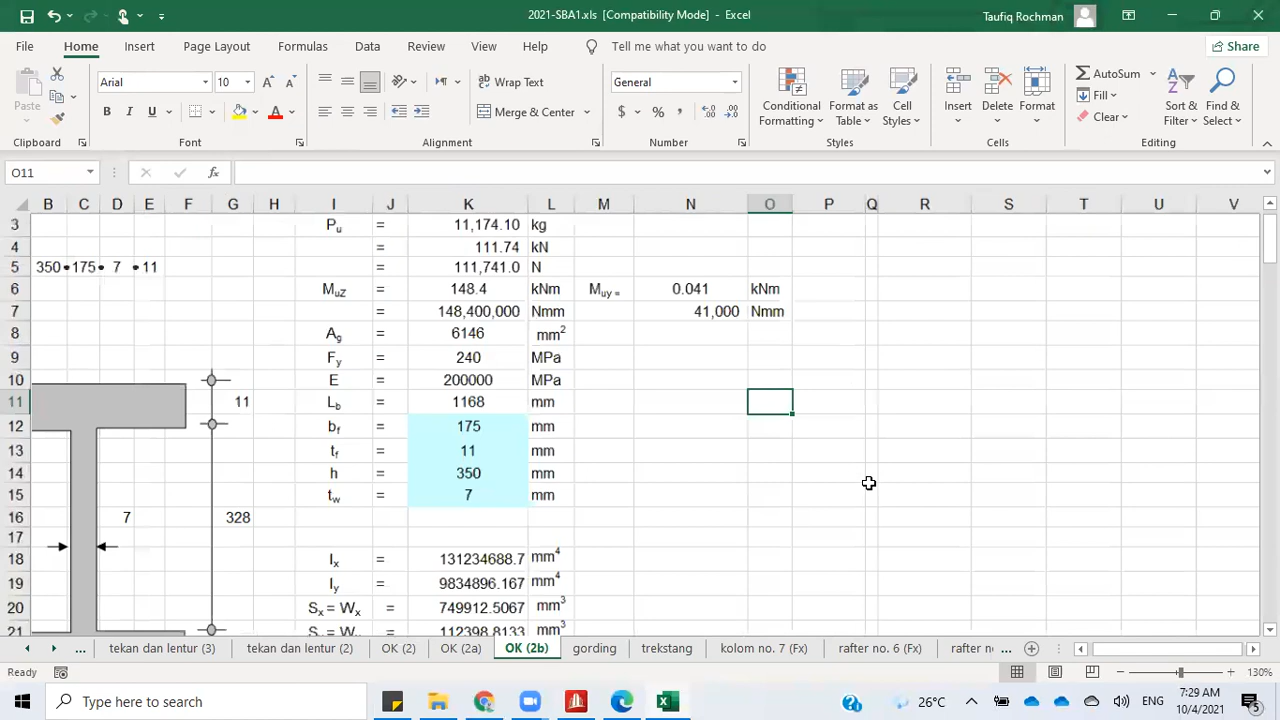 2021-SBA1.xls [Compatibility Mode] - Excel
Taufiq Rochman
File Home Insert Page Layout Formulas Data Review View Help Tell me what you want to do Share
Paste
Arial 10
B I U
Wrap Text
Merge & Center
General
$ % ,
Conditional Formatting
Format as Table
Cell Styles
Insert Delete Format
AutoSum
Fill
Clear
Sort & Filter
Find & Select
Clipboard Font Alignment Number Styles Cells Editing
O11 fx
B C D E F G H I J K L M N O P Q R S T U V
3 Pu = 11,174.10 kg
4 = 111.74 kN
5 350 175 7 11 = 111,741.0 N
6 MuZ = 148.4 kNm Muy = 0.041 kNm
7 = 148,400,000 Nmm 41,000 Nmm
8 Ag = 6146 mm2
9 Fy = 240 MPa
10 E = 200000 MPa
11 11 Lb = 1168 mm
12 bf = 175 mm
13 tf = 11 mm
14 h = 350 mm
15 tw = 7 mm
16 7 328
17
18 Ix = 131234688.7 mm4
19 Iy = 9834896.167 mm4
20 Sx = Wx = 749912.5067 mm3
21 = 112398.8133 mm3
... tekan dan lentur (3) tekan dan lentur (2) OK (2) OK (2a) OK (2b) gording trekstang kolom no. 7 (Fx) rafter no. 6 (Fx) rafter n ...
Ready 130%
Type here to search
26°C ENG 7:29 AM
10/4/2021 5